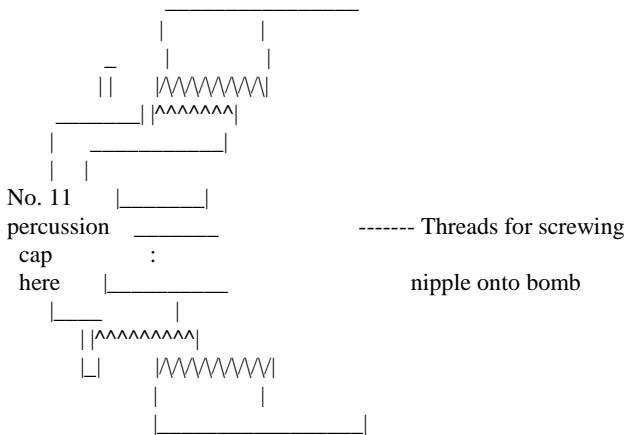 No. 11
percussion ------- Threads for screwing
cap :
here nipple onto bomb